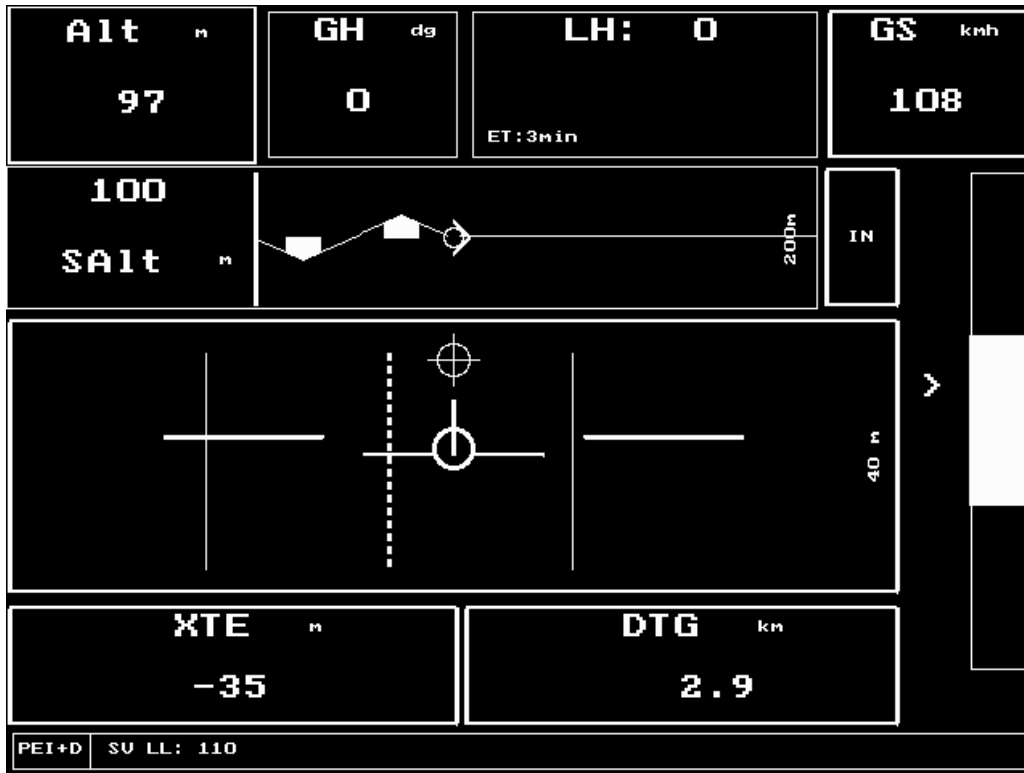 Alt m
97
GH dg
0
LH: 0
ET:3min
GS kmh
108
100
SAlt m
200m
IN
>
40 m
XTE m
-35
DTG km
2.9
PEI+D
SV LL: 110